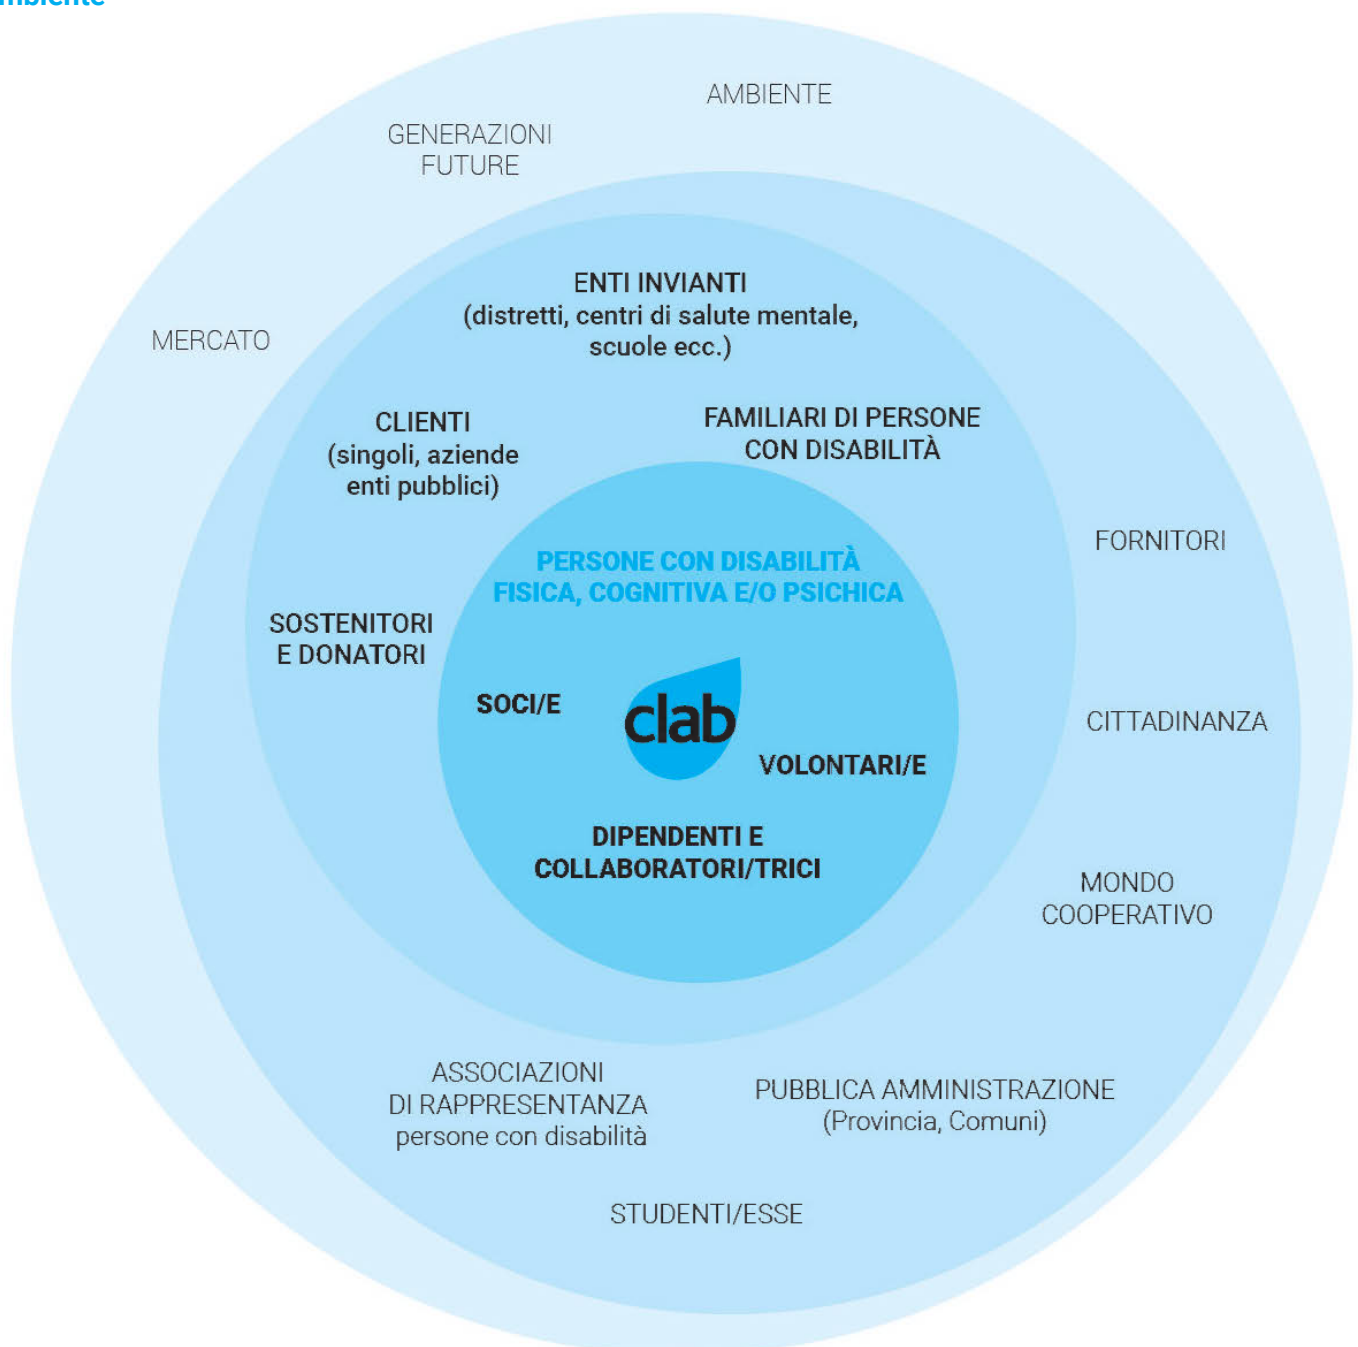 AMBIENTE
GENERAZIONI
FUTURE
MERCATO
ENTI INVIANTI
(distretti, centri di salute mentale,
scuole ecc.)
CLIENTI
(singoli, aziende
enti pubblici)
FAMILIARI DI PERSONE
CON DISABILITÀ
FORNITORI
PERSONE CON DISABILITÀ
FISICA, COGNITIVA E/O PSICHICA
SOSTENITORI
E DONATORI
SOCI/E
clab
CITTADINANZA
VOLONTARI/E
DIPENDENTI E
COLLABORATORI/TRICI
MONDO
COOPERATIVO
ASSOCIAZIONI
DI RAPPRESENTANZA
persone con disabilità
PUBBLICA AMMINISTRAZIONE
(Provincia, Comuni)
STUDENTI/ESSE